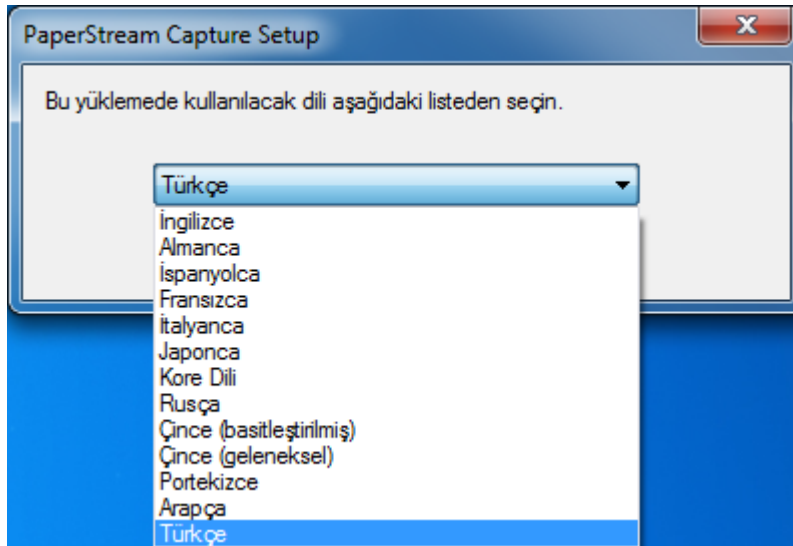 PaperStream Capture Setup
Bu yüklemede kullanılacak dili aşağıdaki listeden seçin.
Türkçe
İngilizce
Almanca
İspanyolca
Fransızca
İtalyanca
Japonca
Kore Dili
Rusça
Çince (basitleştirilmiş)
Çince (geleneksel)
Portekizce
Arapça
Türkçe